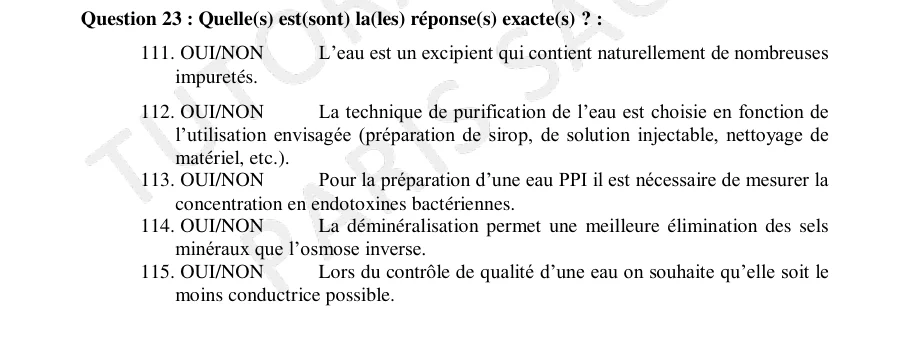 Question 23 : Quelle(s) est(sont) la(les) réponse(s) exacte(s) ? :
111. OUI/NON L'eau est un excipient qui contient naturellement de nombreuses
impuretés.
112. OUI/NON La technique de purification de l'eau est choisie en fonction de
l'utilisation envisagée (préparation de sirop, de solution injectable, nettoyage de
matériel, etc.).
113. OUI/NON Pour la préparation d'une eau PPI il est nécessaire de mesurer la
concentration en endotoxines bactériennes.
114. OUI/NON La déminéralisation permet une meilleure élimination des sels
minéraux que l'osmose inverse.
115. OUI/NON Lors du contrôle de qualité d'une eau on souhaite qu'elle soit le
moins conductrice possible.